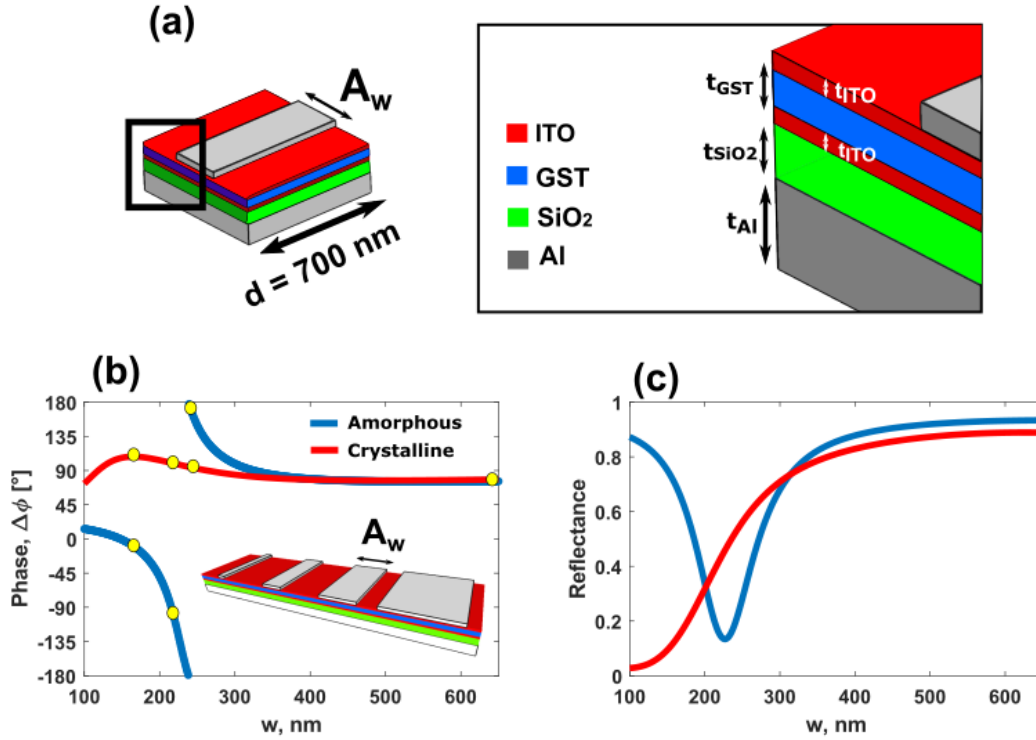 (a)
A_w
d = 700 nm
ITO
GST
SiO₂
Al
t_GST
t_ITO
t_SiO2
t_ITO
t_Al
(b)
180
135
90
45
0
-45
-90
-135
-180
Phase, Δϕ [°]
Amorphous
Crystalline
A_w
100 200 300 400 500 600
w, nm
(c)
1
0.8
0.6
0.4
0.2
0
Reflectance
100 200 300 400 500 600
w, nm